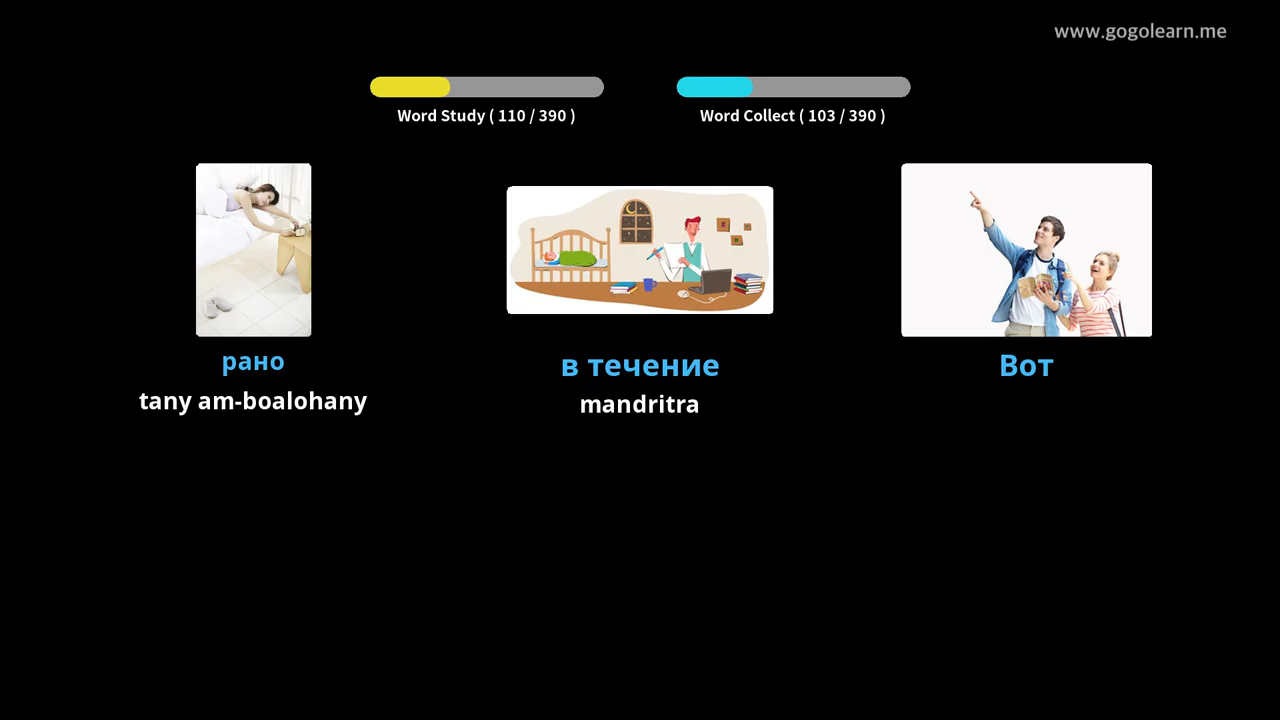 www.gogolearn.me
Word Study ( 110 / 390 )
Word Collect ( 103 / 390 )
рано
tany am-boalohany
в течение
mandritra
Вот